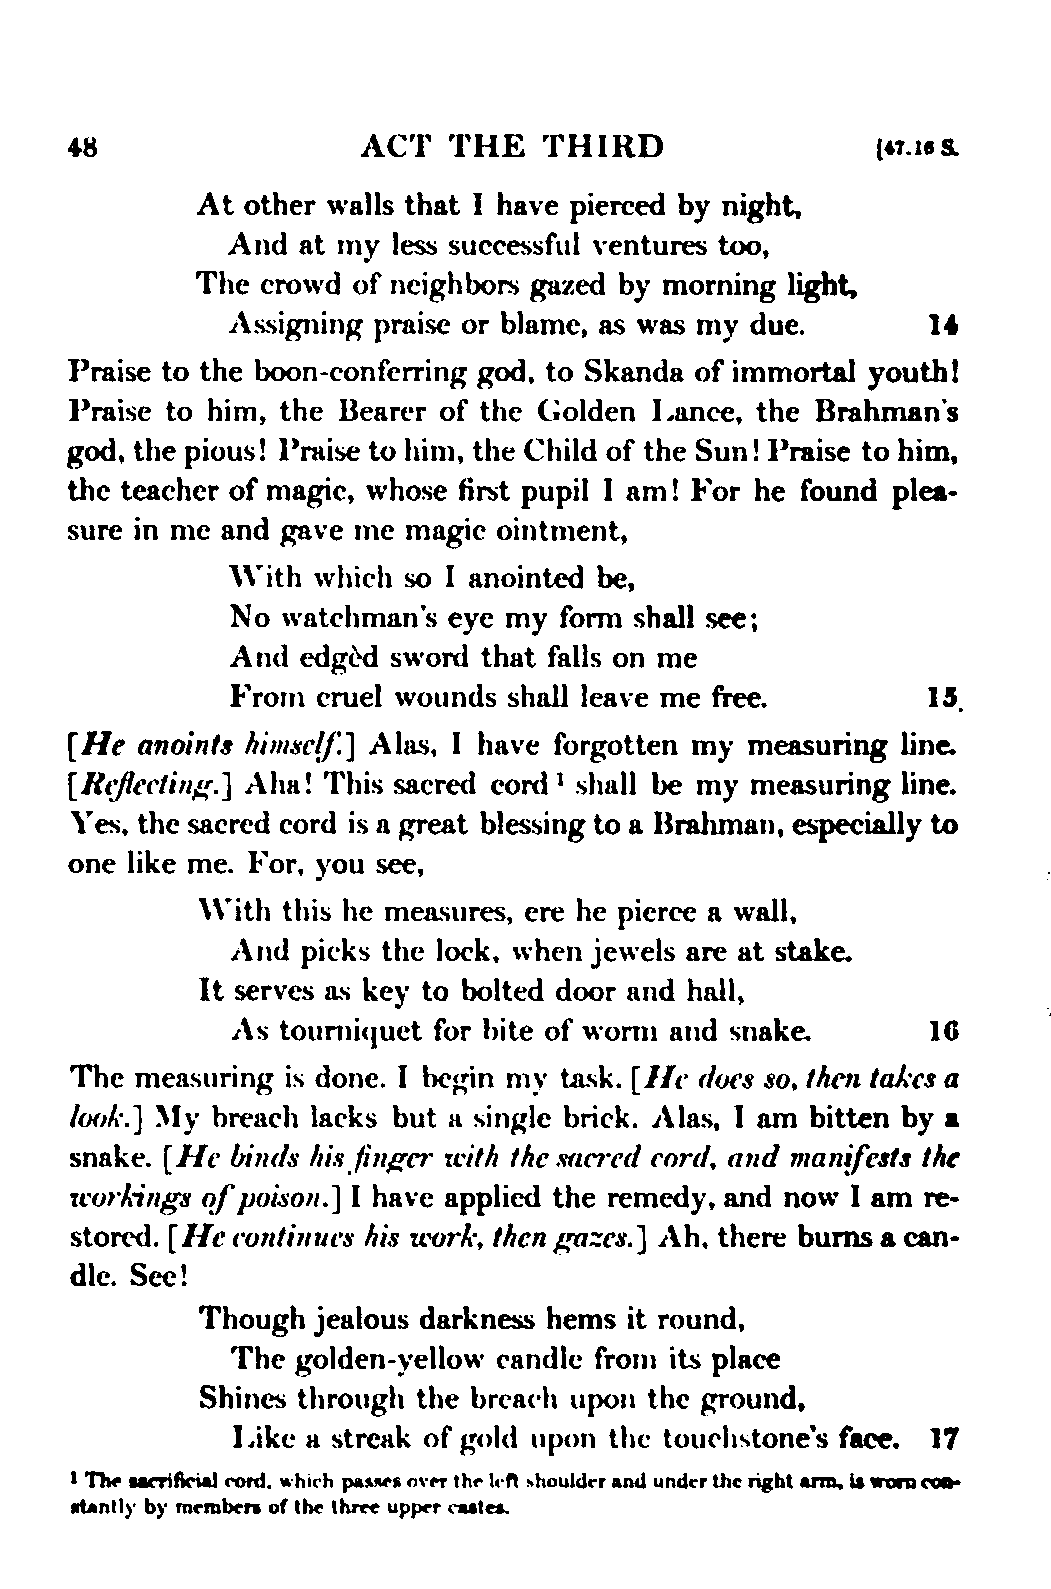 48 ACT THE THIRD [47.16 S.
At other walls that I have pierced by night,
And at my less successful ventures too,
The crowd of neighbors gazed by morning light,
Assigning praise or blame, as was my due. 14
Praise to the boon-conferring god, to Skanda of immortal youth!
Praise to him, the Bearer of the Golden Lance, the Brahman's
god, the pious! Praise to him, the Child of the Sun! Praise to him,
the teacher of magic, whose first pupil I am! For he found plea-
sure in me and gave me magic ointment,
With which so I anointed be,
No watchman's eye my form shall see;
And edgèd sword that falls on me
From cruel wounds shall leave me free. 15
[He anoints himself.] Alas, I have forgotten my measuring line.
[Reflecting.] Aha! This sacred cord¹ shall be my measuring line.
Yes, the sacred cord is a great blessing to a Brahman, especially to
one like me. For, you see,
With this he measures, ere he pierce a wall,
And picks the lock, when jewels are at stake.
It serves as key to bolted door and hall,
As tourniquet for bite of worm and snake. 16
The measuring is done. I begin my task. [He does so, then takes a
look.] My breach lacks but a single brick. Alas, I am bitten by a
snake. [He binds his finger with the sacred cord, and manifests the
workings of poison.] I have applied the remedy, and now I am re-
stored. [He continues his work, then gazes.] Ah, there burns a can-
dle. See!
Though jealous darkness hems it round,
The golden-yellow candle from its place
Shines through the breach upon the ground,
Like a streak of gold upon the touchstone's face. 17
¹ The sacrificial cord, which passes over the left shoulder and under the right arm, is worn con-
stantly by members of the three upper castes.